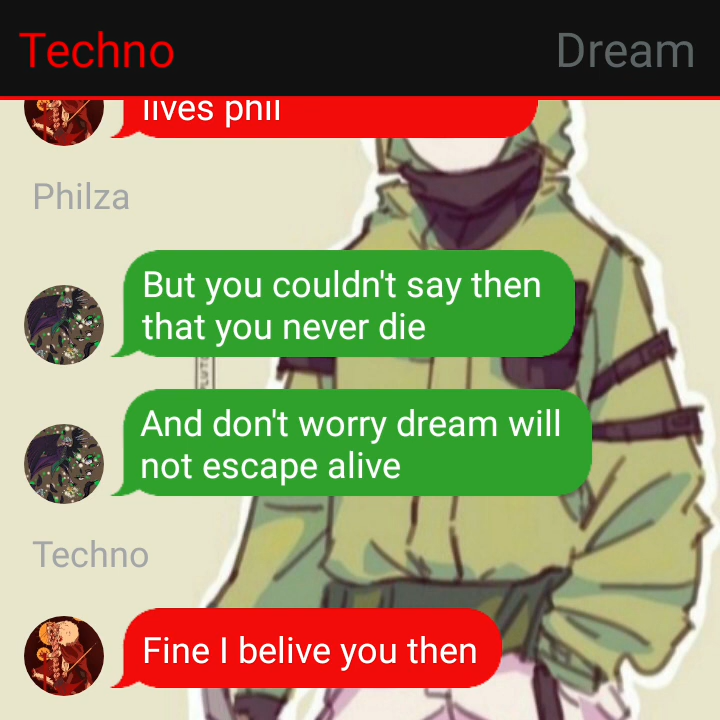 Techno
Dream
lives phil
Philza
But you couldn't say then
that you never die
And don't worry dream will
not escape alive
Techno
Fine I belive you then